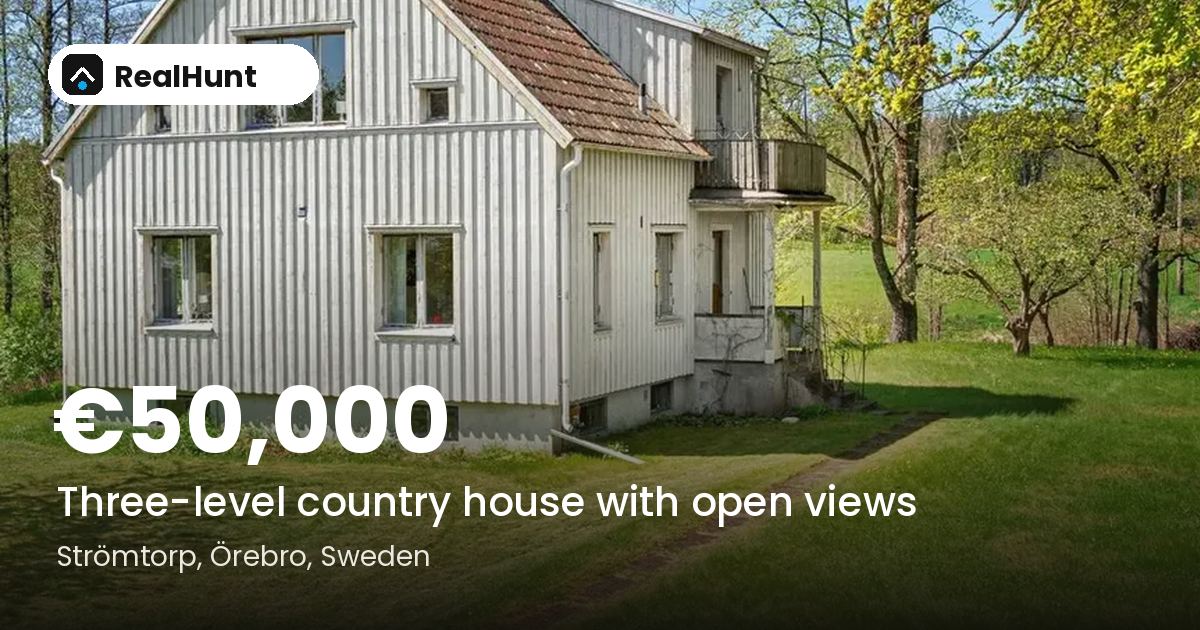 RealHunt
€50,000
Three-level country house with open views
Strömtorp, Örebro, Sweden